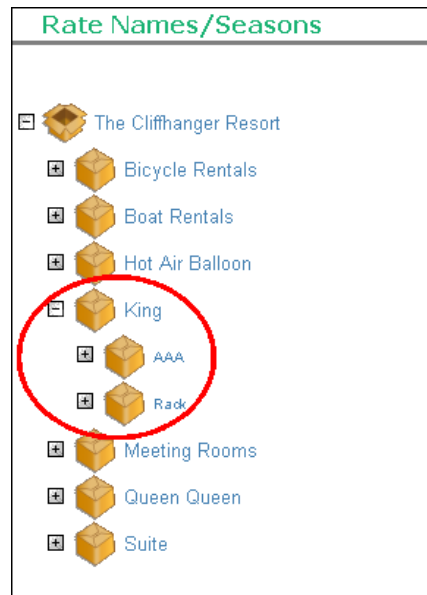 Rate Names/Seasons
The Cliffhanger Resort
Bicycle Rentals
Boat Rentals
Hot Air Balloon
King
AAA
Rack
Meeting Rooms
Queen Queen
Suite